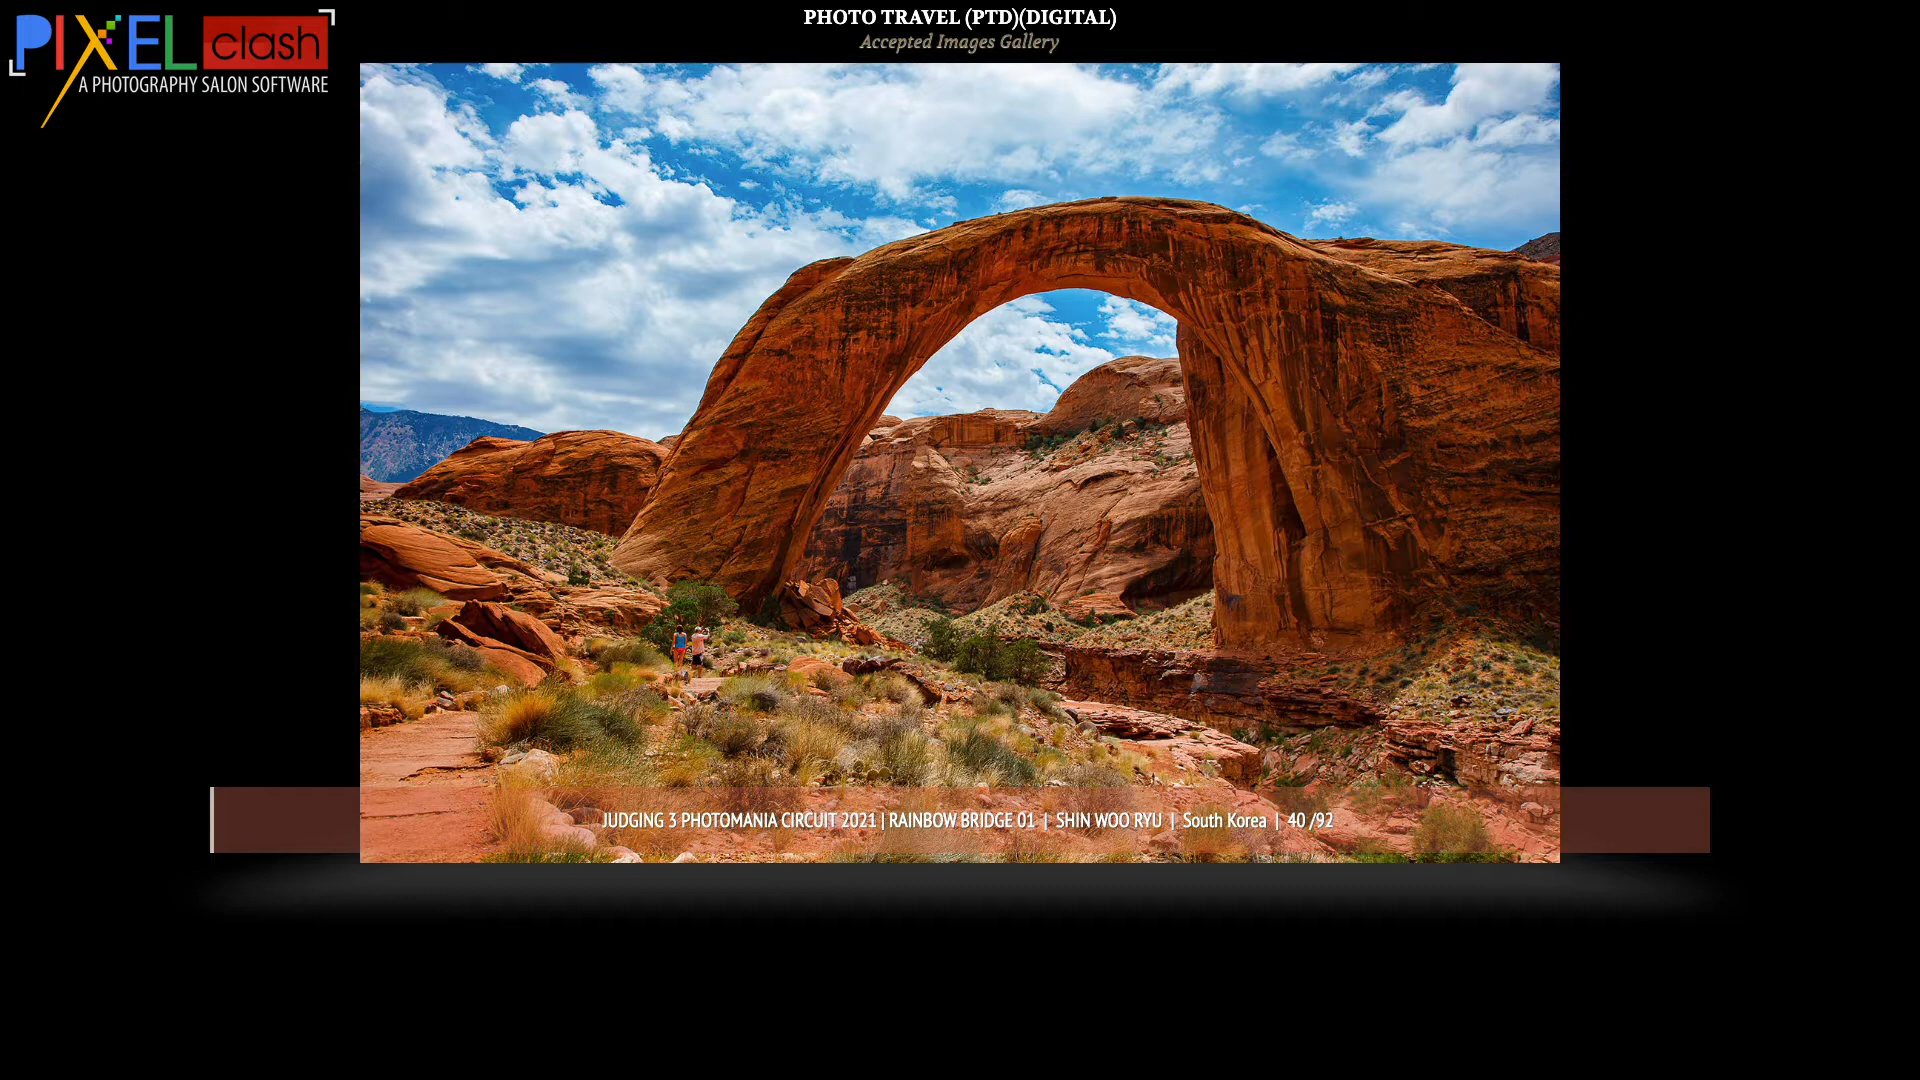 PIXEL clash
A PHOTOGRAPHY SALON SOFTWARE
PHOTO TRAVEL (PTD)(DIGITAL)
Accepted Images Gallery
JUDGING 3 PHOTOMANIA CIRCUIT 2021 | RAINBOW BRIDGE 01 | SHIN WOO RYU | South Korea | 40 /92